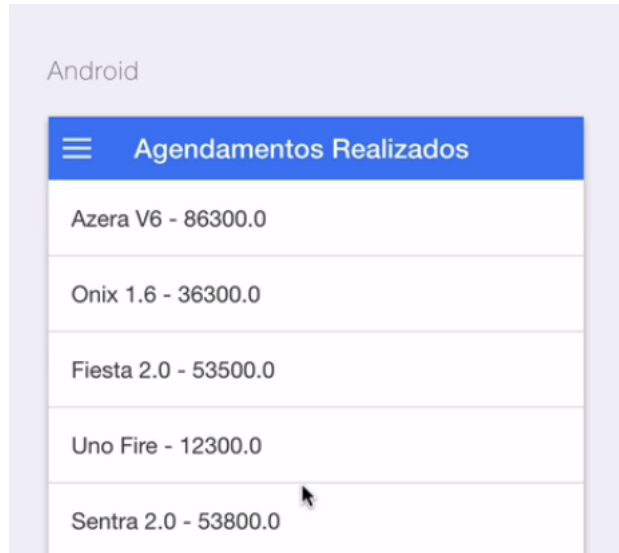 Android
Agendamentos Realizados
Azera V6 - 86300.0
Onix 1.6 - 36300.0
Fiesta 2.0 - 53500.0
Uno Fire - 12300.0
Sentra 2.0 - 53800.0